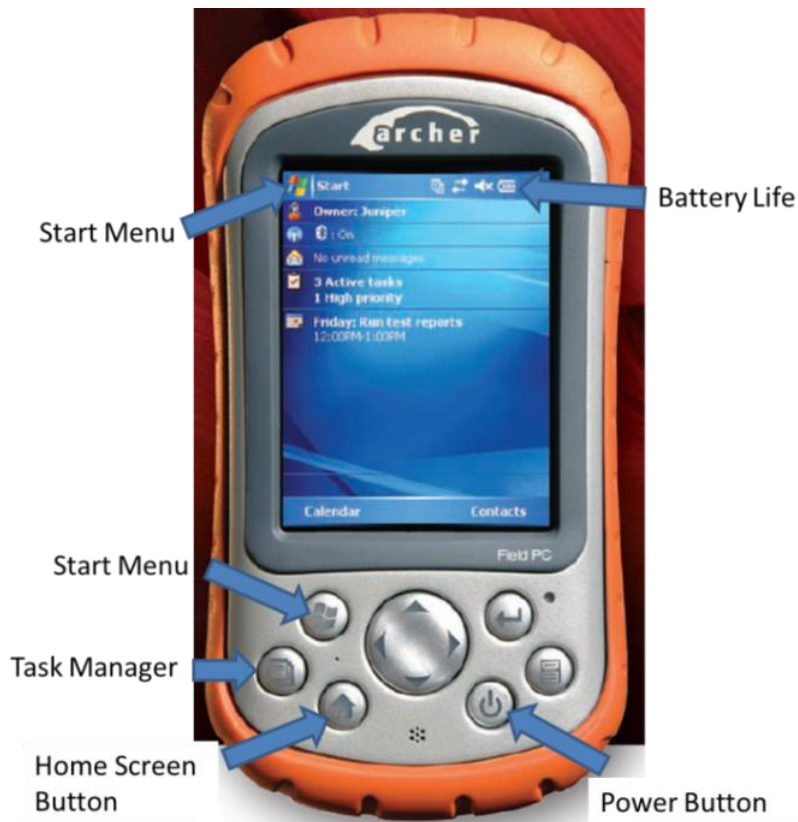 archer
Start
Battery Life
Start Menu
Owner: Juniper
: On
No unread messages
3 Active tasks
1 High priority
Friday: Run test reports
12:00PM-1:00PM
Calendar
Contacts
Field PC
Start Menu
Task Manager
Home Screen
Button
Power Button